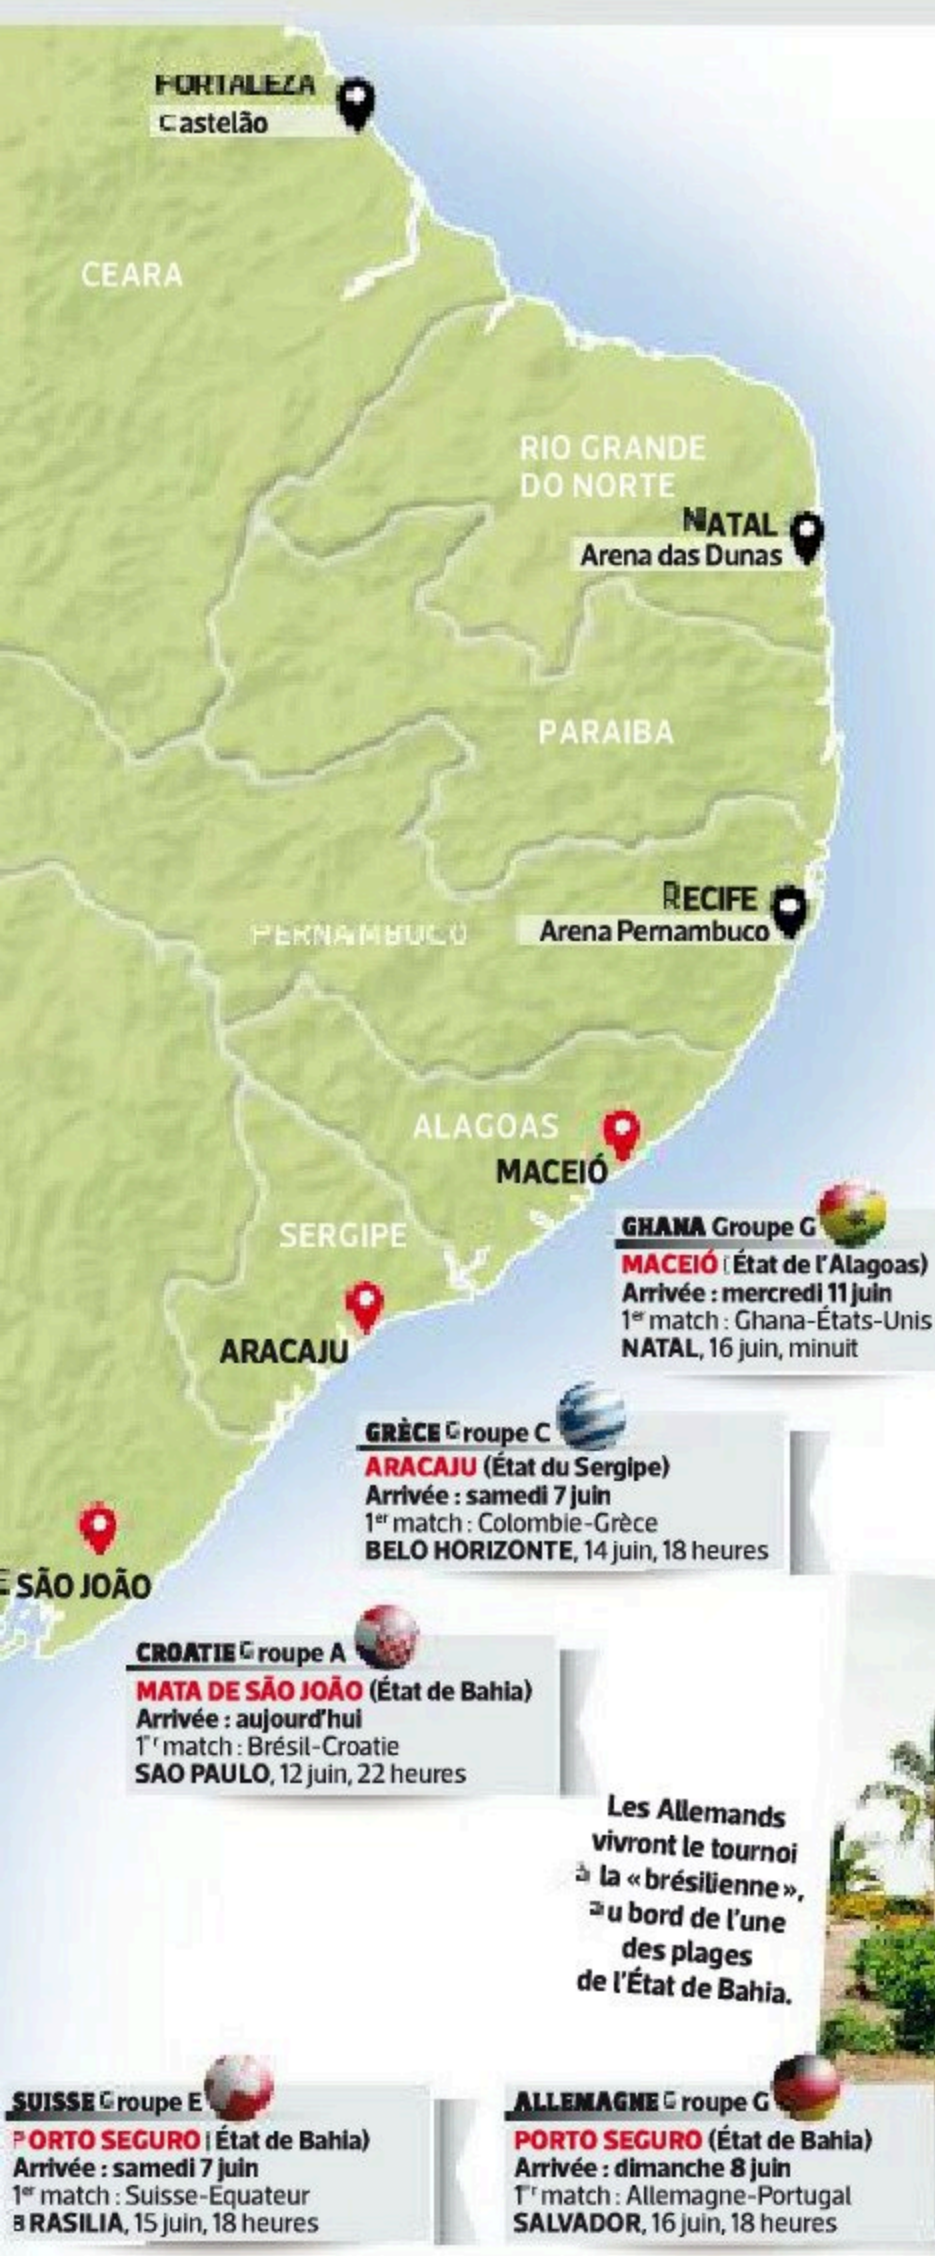 FORTALEZA
Castelão
CEARA
RIO GRANDE
DO NORTE
NATAL
Arena das Dunas
PARAIBA
RECIFE
Arena Pernambuco
PERNAMBUCO
ALAGOAS
MACEIÓ
SERGIPE
ARACAJU
GHANA Groupe G
MACEIÓ (État de l'Alagoas)
Arrivée : mercredi 11 juin
1er match : Ghana-États-Unis
NATAL, 16 juin, minuit
GRÈCE Groupe C
ARACAJU (État du Sergipe)
Arrivée : samedi 7 juin
1er match : Colombie-Grèce
BELO HORIZONTE, 14 juin, 18 heures
E SÃO JOÃO
CROATIE Groupe A
MATA DE SÃO JOÃO (État de Bahia)
Arrivée : aujourd'hui
1er match : Brésil-Croatie
SAO PAULO, 12 juin, 22 heures
Les Allemands
vivront le tournoi
à la « brésilienne »,
au bord de l'une
des plages
de l'État de Bahia.
SUISSE Groupe E
PORTO SEGURO (État de Bahia)
Arrivée : samedi 7 juin
1er match : Suisse-Equateur
BRASILIA, 15 juin, 18 heures
ALLEMAGNE Groupe G
PORTO SEGURO (État de Bahia)
Arrivée : dimanche 8 juin
1er match : Allemagne-Portugal
SALVADOR, 16 juin, 18 heures